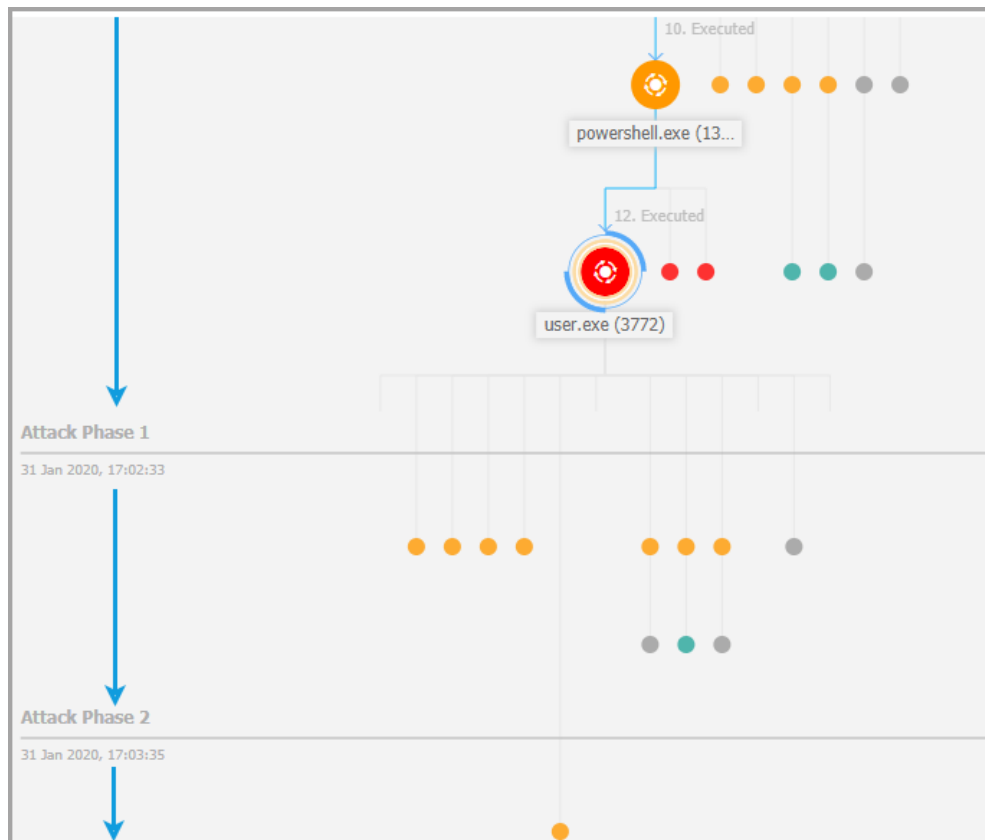 10. Executed
powershell.exe (13...
12. Executed
user.exe (3772)
Attack Phase 1
31 Jan 2020, 17:02:33
Attack Phase 2
31 Jan 2020, 17:03:35